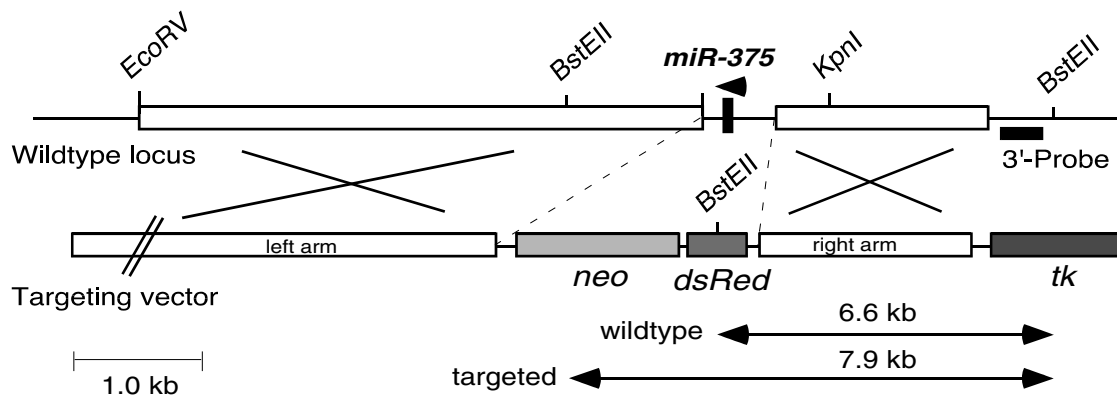 EcoRV
BstEII
miR-375
KpnI
BstEII
Wildtype locus
3'-Probe
BstEII
left arm
right arm
neo
dsRed
tk
Targeting vector
wildtype
6.6 kb
1.0 kb
targeted
7.9 kb